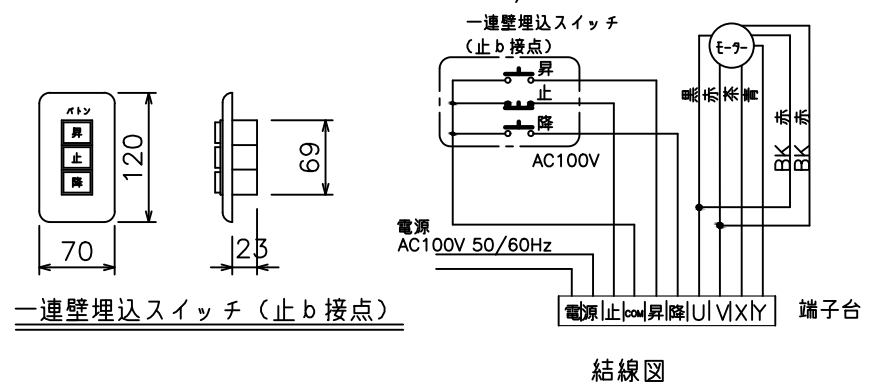 バトン
昇
止
降
120
69
70
23
一連壁埋込スイッチ(止b接点)
一連壁埋込スイッチ
(止b接点)
昇
止
降
AC100V
モーター
黒
赤
茶
青
BK 赤
BK 赤
電源
AC100V 50/60Hz
電源 止 COM 昇 降 U V X Y
端子台
結線図